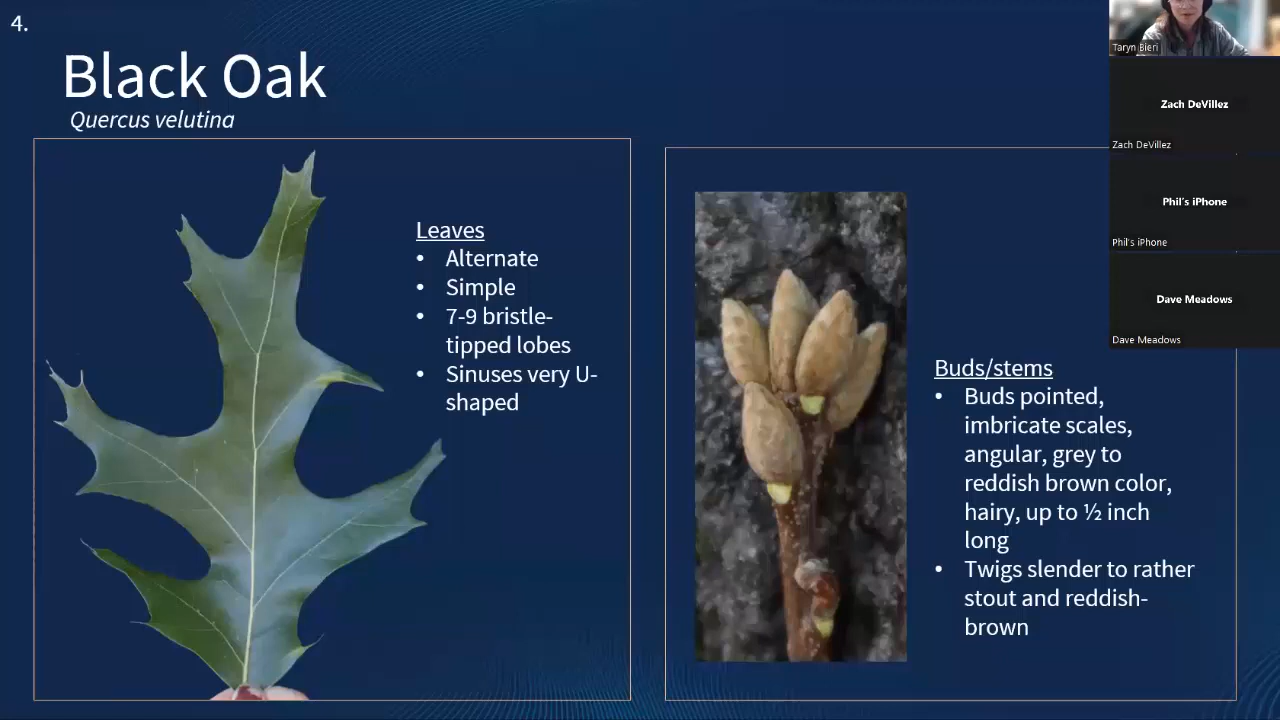 4.
Black Oak
Quercus velutina
Leaves
• Alternate
• Simple
• 7-9 bristle-
tipped lobes
• Sinuses very U-
shaped
Buds/stems
• Buds pointed,
imbricate scales,
angular, grey to
reddish brown color,
hairy, up to ½ inch
long
• Twigs slender to rather
stout and reddish-
brown
Taryn Bieri
Zach DeVillez
Zach DeVillez
Phil's iPhone
Phil's iPhone
Dave Meadows
Dave Meadows